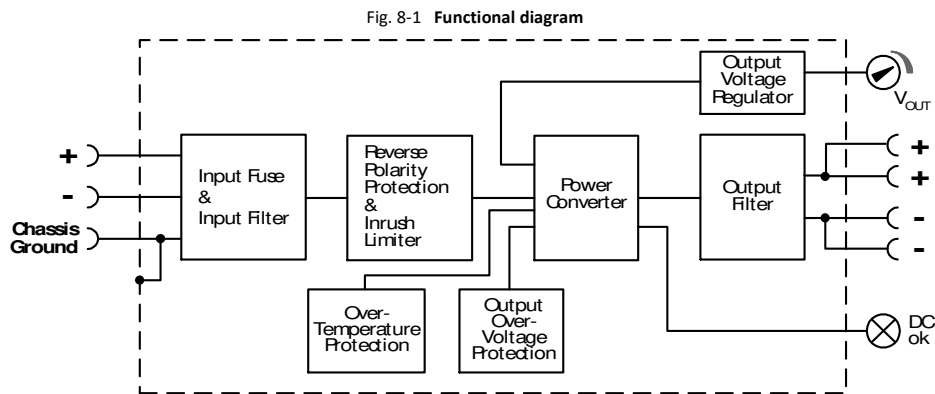 Fig. 8-1 Functional diagram
Output
Voltage
Regulator
V OUT
+
-
Chassis
Ground
Input Fuse
&
Input Filter
Reverse
Polarity
Protection
&
Inrush
Limiter
Power
Converter
Output
Filter
+
+
-
-
Over-
Temperature
Protection
Output
Over-
Voltage
Protection
DC
ok